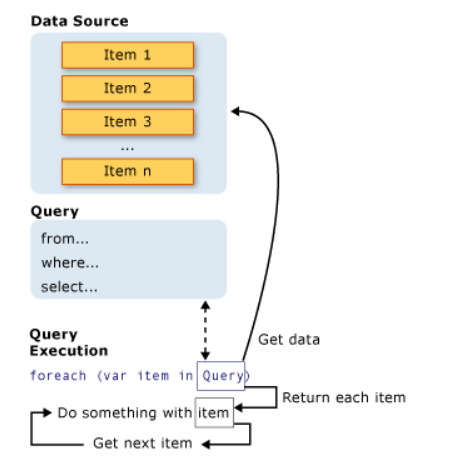 Data Source
Item 1
Item 2
Item 3
...
Item n
Query
from...
where...
select...
Query
Execution
Get data
foreach (var item in Query)
Return each item
Do something with item
Get next item